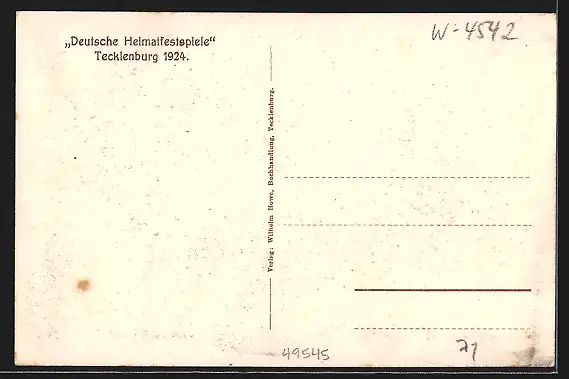 „Deutsche Heimatfestspiele“
Tecklenburg 1924.
W-4542
Verlag: Wilhelm Howe, Buchhandlung, Tecklenburg.
49545
71